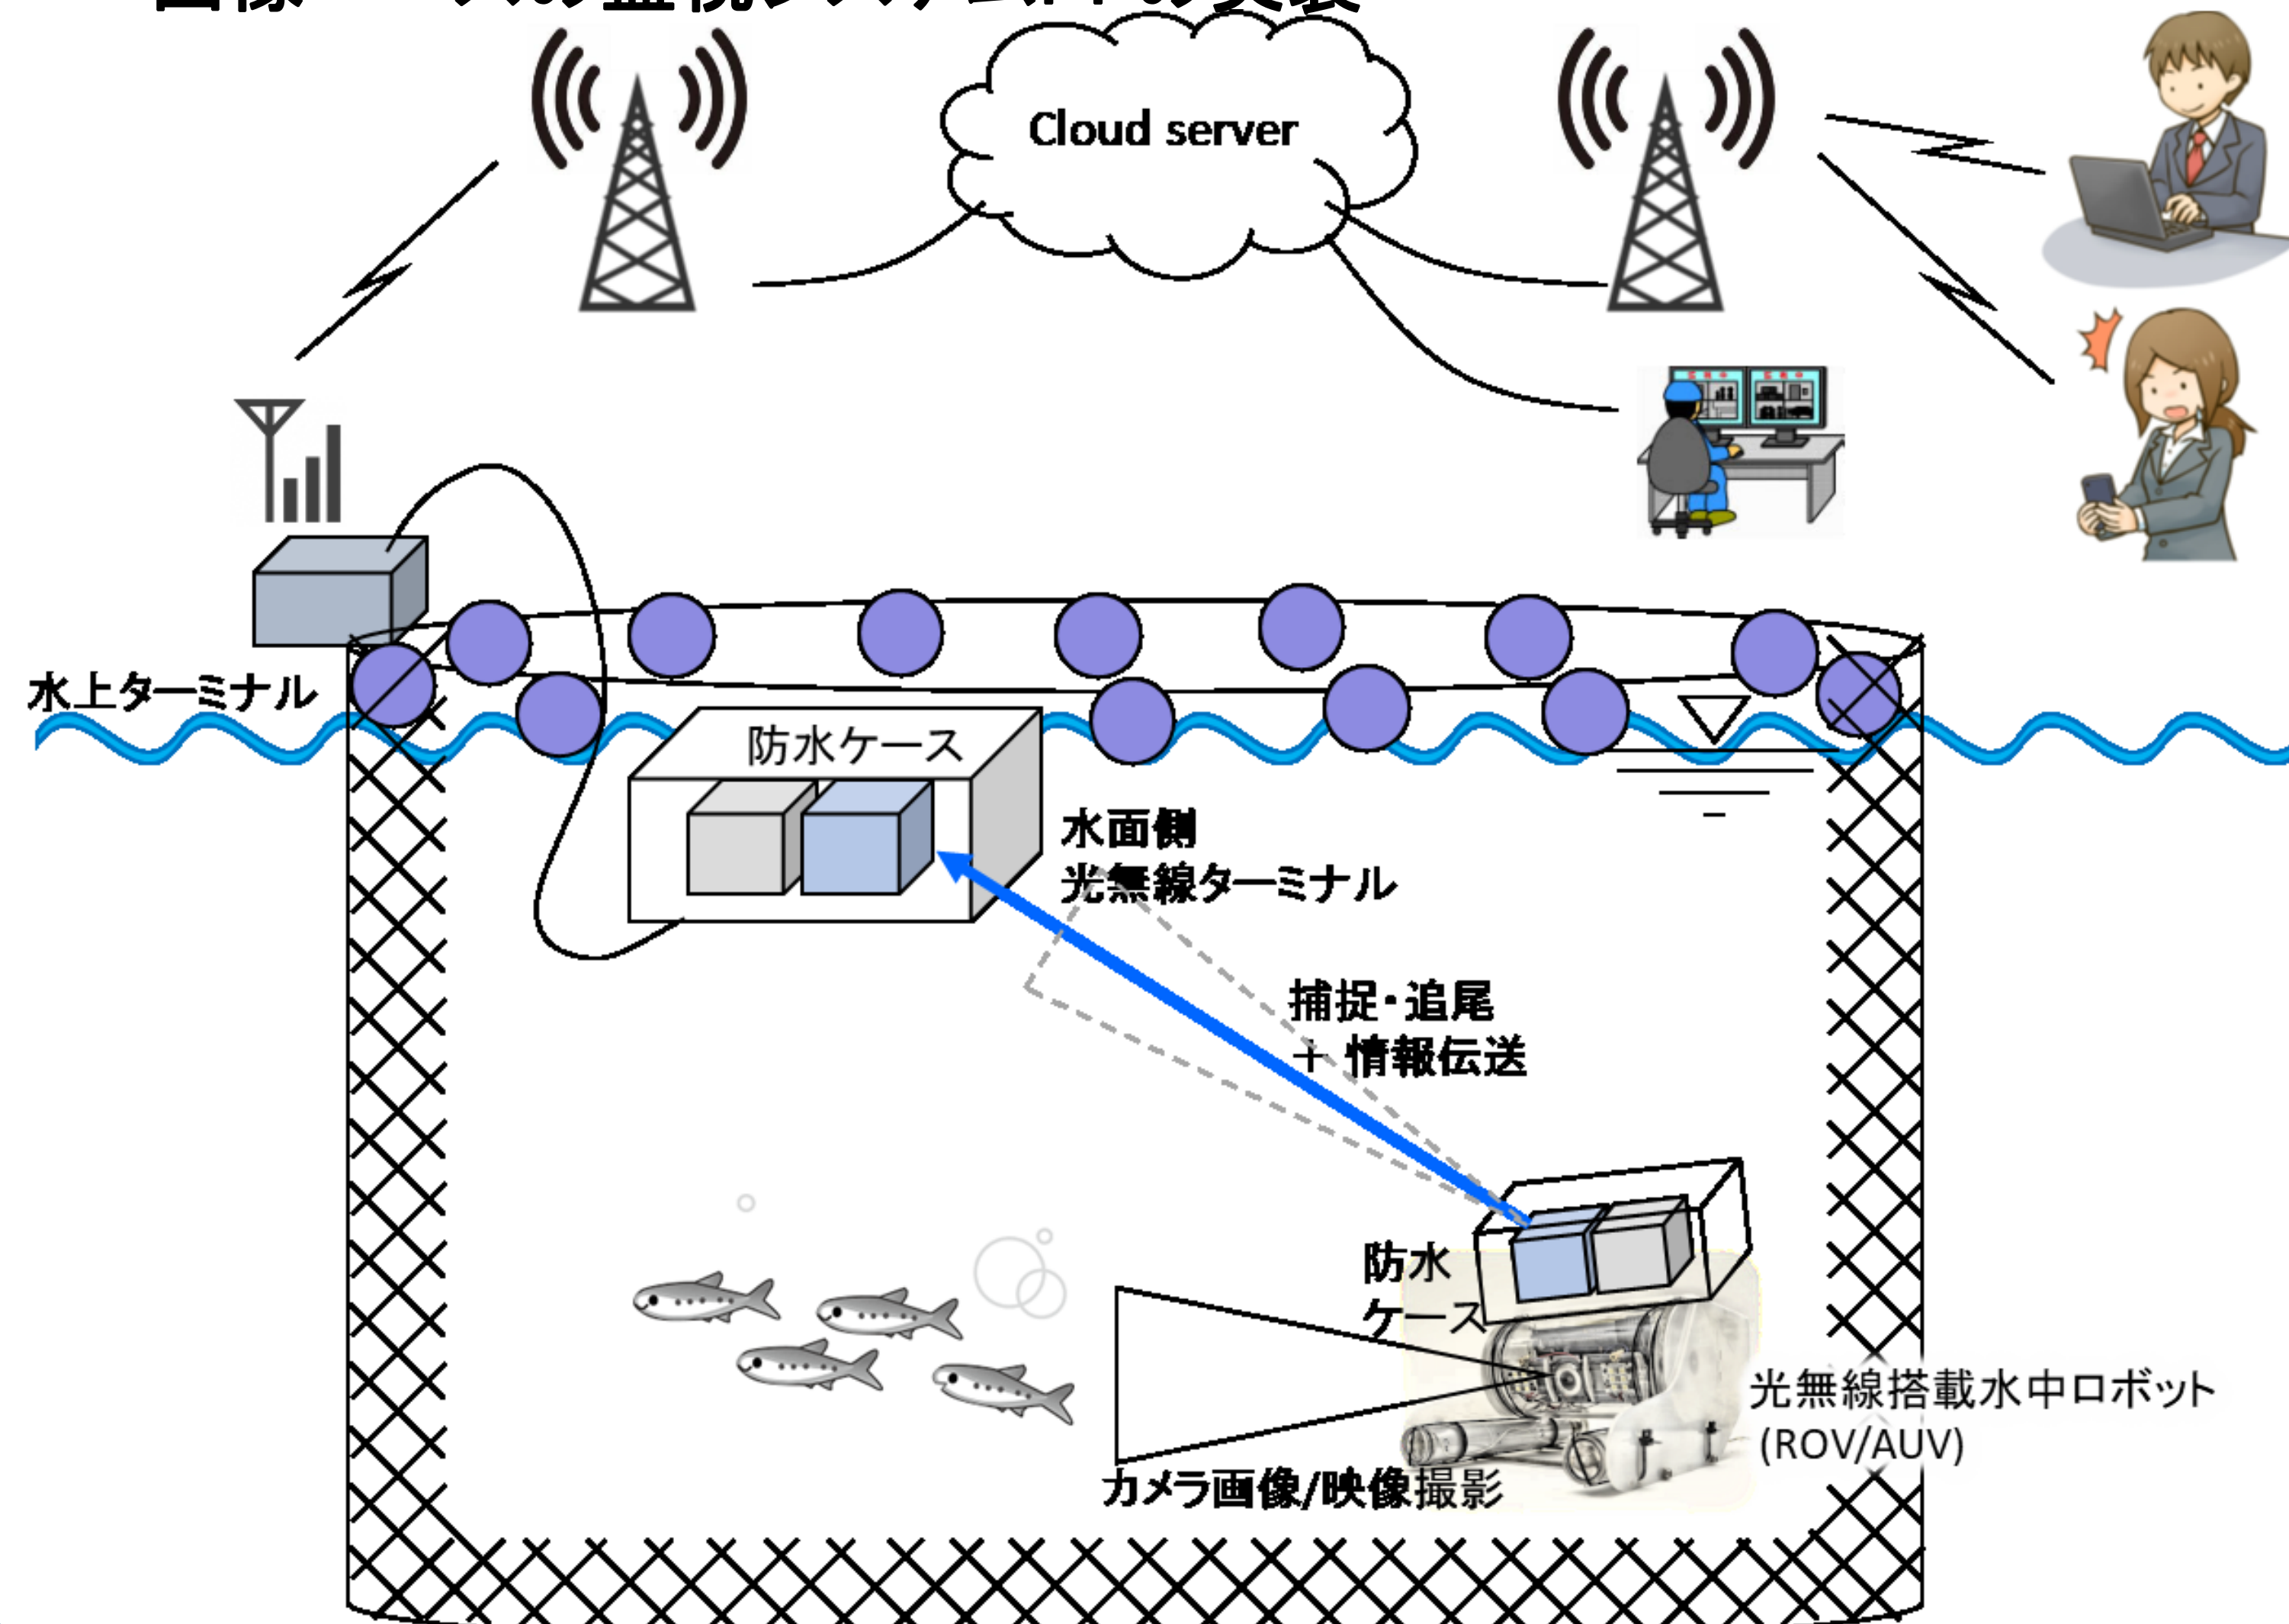 Cloud server
水上ターミナル
防水ケース
水面側
光無線ターミナル
捕捉・追尾
＋ 情報伝送
防水
ケース
光無線搭載水中ロボット
(ROV/AUV)
カメラ画像/映像撮影